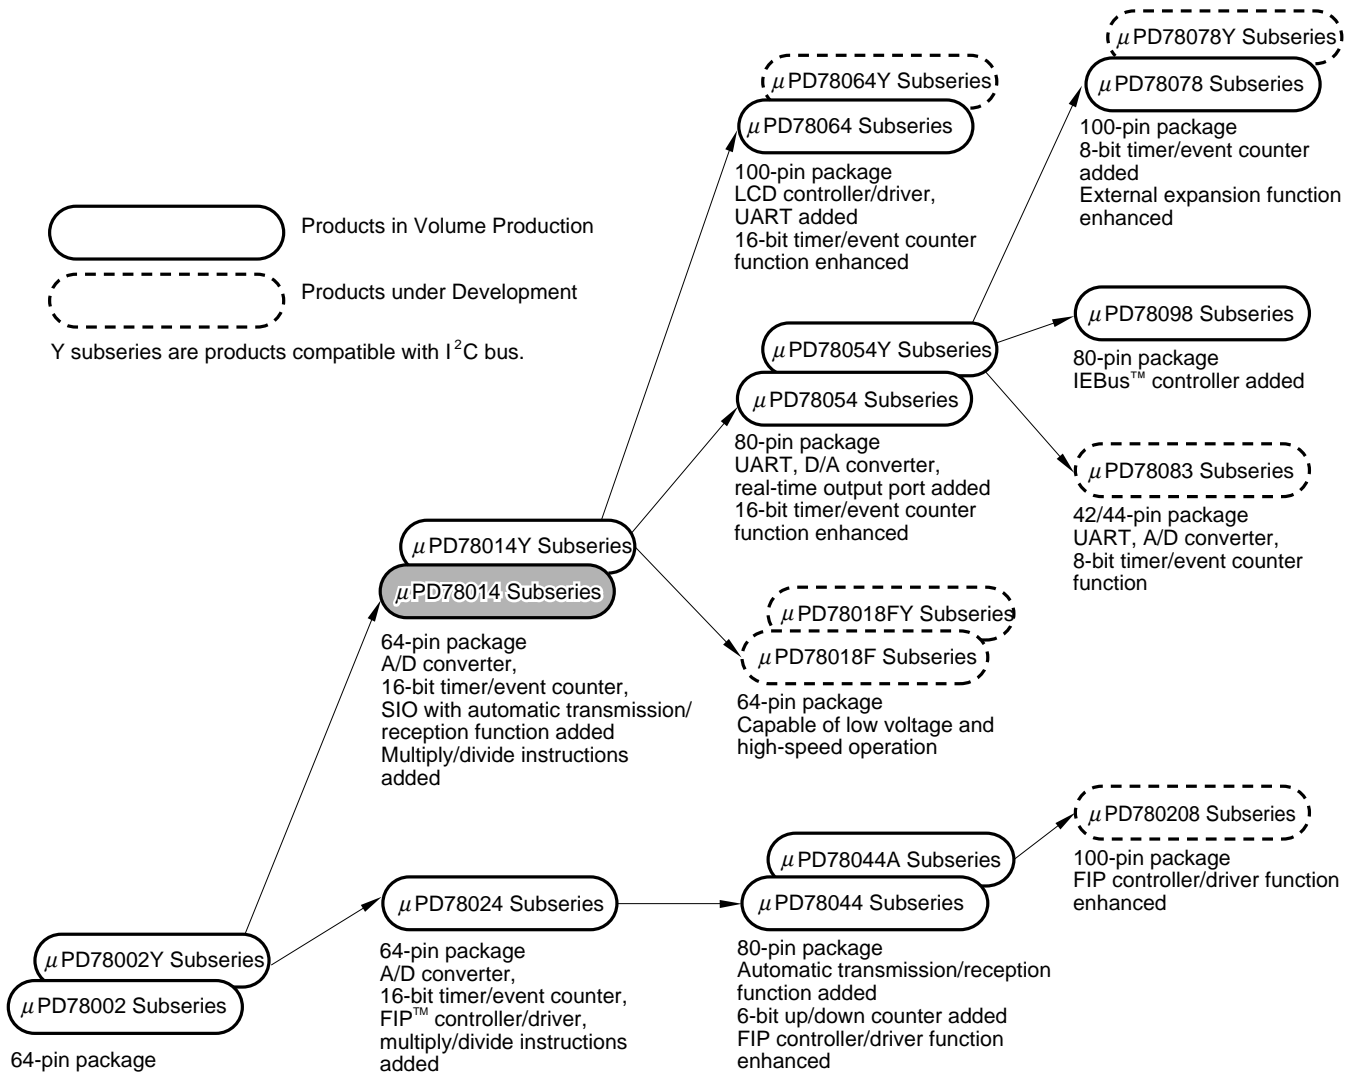 μPD78078Y Subseries
μPD78078 Subseries
100-pin package
8-bit timer/event counter
added
External expansion function
enhanced
μPD78064Y Subseries
μPD78064 Subseries
100-pin package
LCD controller/driver,
UART added
16-bit timer/event counter
function enhanced
Products in Volume Production
Products under Development
Y subseries are products compatible with I²C bus.
μPD78098 Subseries
80-pin package
IEBus™ controller added
μPD78054Y Subseries
μPD78054 Subseries
80-pin package
UART, D/A converter,
real-time output port added
16-bit timer/event counter
function enhanced
μPD78083 Subseries
42/44-pin package
UART, A/D converter,
8-bit timer/event counter
function
μPD78014Y Subseries
μPD78014 Subseries
64-pin package
A/D converter,
16-bit timer/event counter,
SIO with automatic transmission/
reception function added
Multiply/divide instructions
added
μPD78018FY Subseries
μPD78018F Subseries
64-pin package
Capable of low voltage and
high-speed operation
μPD780208 Subseries
100-pin package
FIP controller/driver function
enhanced
μPD78044A Subseries
μPD78044 Subseries
80-pin package
Automatic transmission/reception
function added
6-bit up/down counter added
FIP controller/driver function
enhanced
μPD78024 Subseries
64-pin package
A/D converter,
16-bit timer/event counter,
FIP™ controller/driver,
multiply/divide instructions
added
μPD78002Y Subseries
μPD78002 Subseries
64-pin package